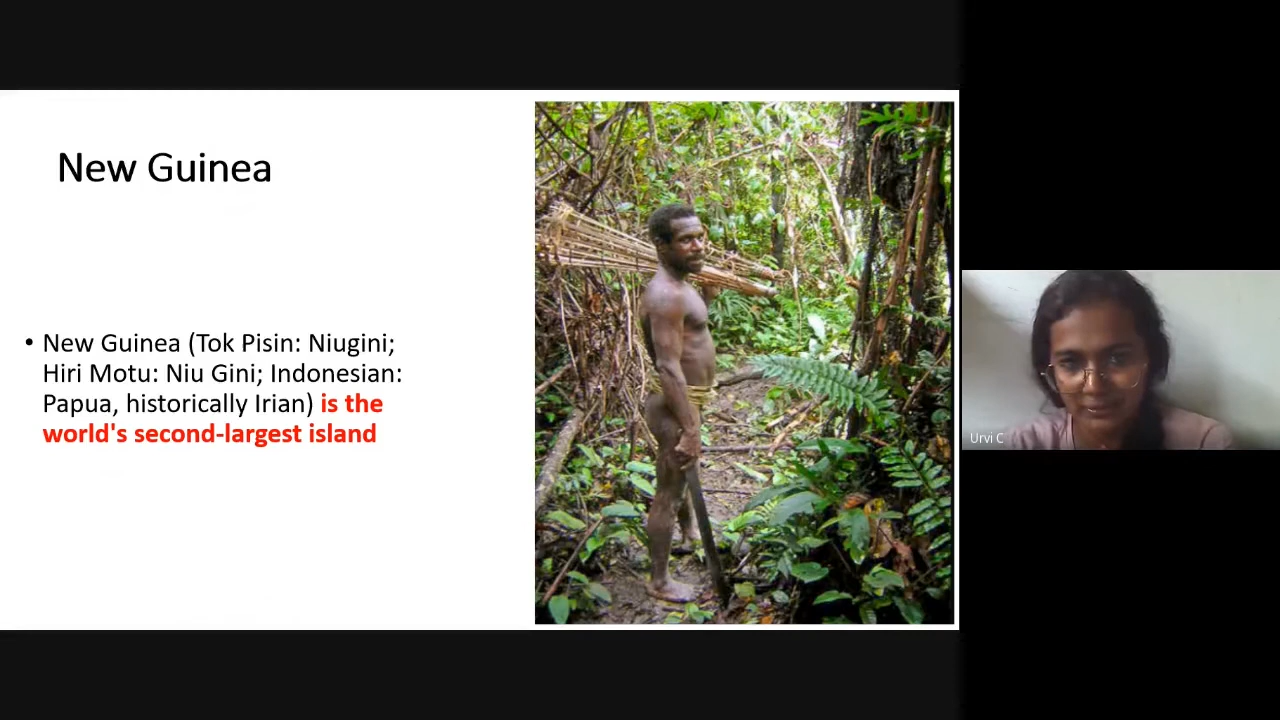 New Guinea
• New Guinea (Tok Pisin: Niugini;
Hiri Motu: Niu Gini; Indonesian:
Papua, historically Irian) is the
world's second-largest island
Urvi C